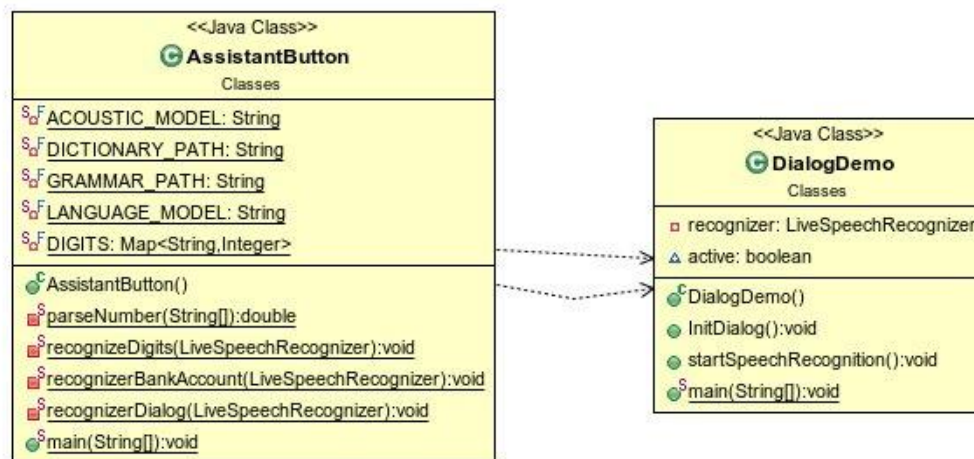 <<Java Class>>
AssistantButton
Classes
ACOUSTIC_MODEL: String
DICTIONARY_PATH: String
GRAMMAR_PATH: String
LANGUAGE_MODEL: String
DIGITS: Map<String,Integer>
AssistantButton()
parseNumber(String[]):double
recognizeDigits(LiveSpeechRecognizer):void
recognizerBankAccount(LiveSpeechRecognizer):void
recognizerDialog(LiveSpeechRecognizer):void
main(String[]):void
<<Java Class>>
DialogDemo
Classes
recognizer: LiveSpeechRecognizer
active: boolean
DialogDemo()
InitDialog():void
startSpeechRecognition():void
main(String[]):void